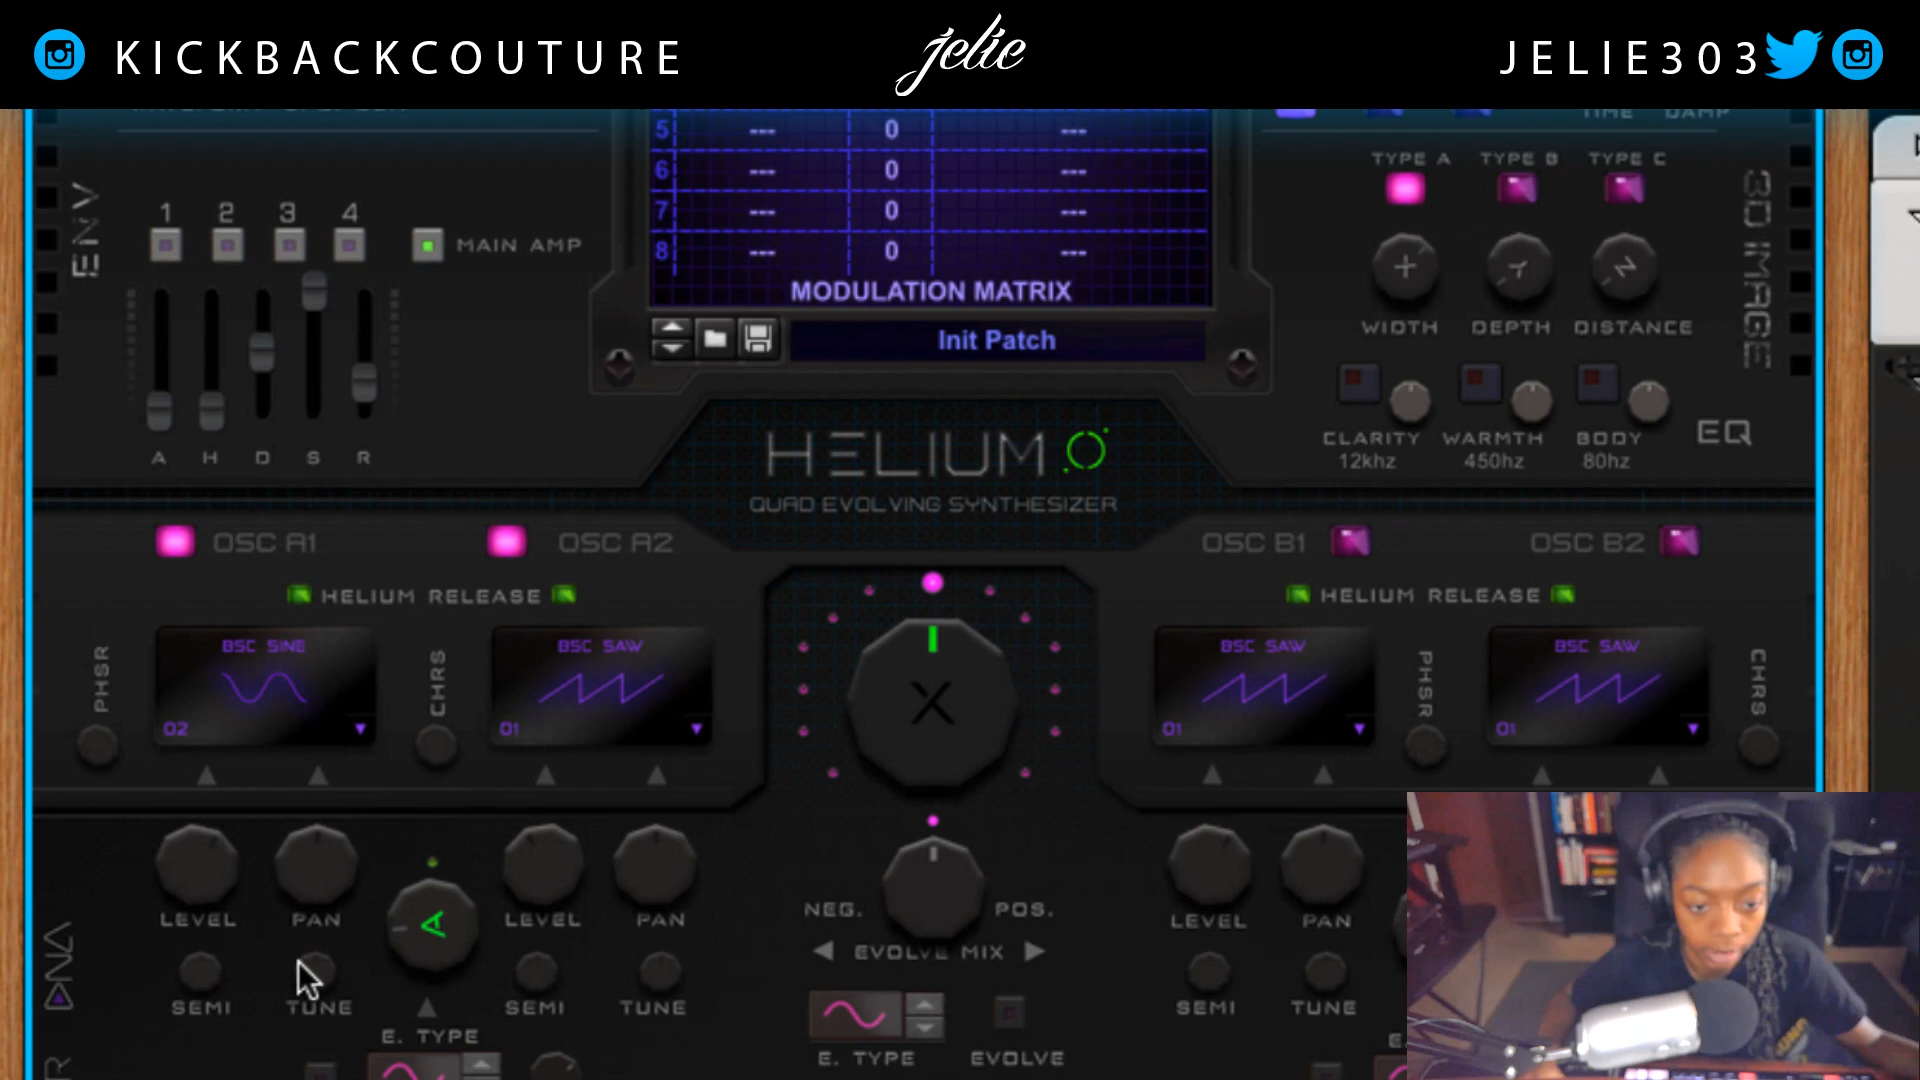 KICKBACKCOUTURE
jelie
JELIE303
TIME DAMP
5 --- 0 ---
6 --- 0 ---
7 --- 0 ---
8 --- 0 ---
MODULATION MATRIX
Init Patch
ENV
1 2 3 4 MAIN AMP
A H D S R
TYPE A TYPE B TYPE C
WIDTH DEPTH DISTANCE
3D IMAGE
CLARITY WARMTH BODY
12khz 450hz 80hz
EQ
HELIUM
QUAD EVOLVING SYNTHESIZER
OSC A1 OSC A2 OSC B1 OSC B2
HELIUM RELEASE HELIUM RELEASE
PHSR BSC SINE 02
CHRS BSC SAW 01
X
BSC SAW 01 PHSR
BSC SAW 01 CHRS
LEVEL PAN A LEVEL PAN
SEMI TUNE SEMI TUNE
E. TYPE
NEG. POS.
EVOLVE MIX
E. TYPE EVOLVE
LEVEL PAN
SEMI TUNE